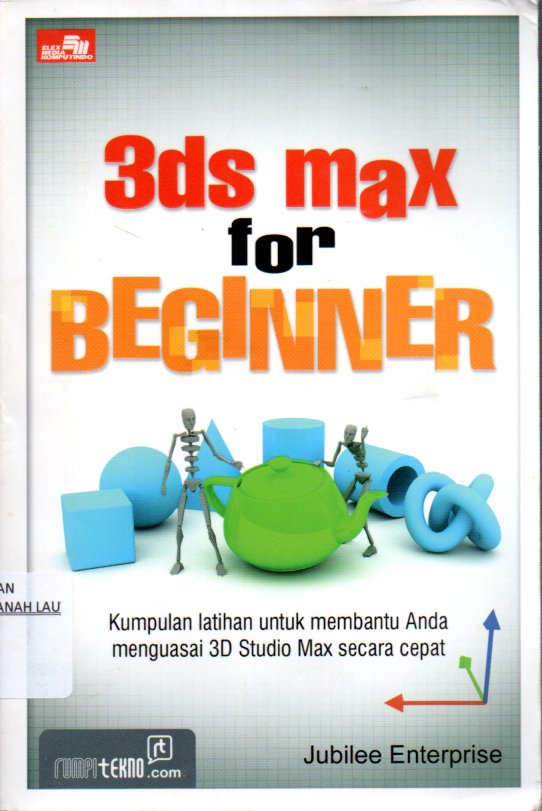 ELEX
MEDIA
KOMPUTINDO
3ds max
for
BEGINNER
AN
ANAH LAU
Kumpulan latihan untuk membantu Anda
menguasai 3D Studio Max secara cepat
rt
rumpitekno.com
Jubilee Enterprise